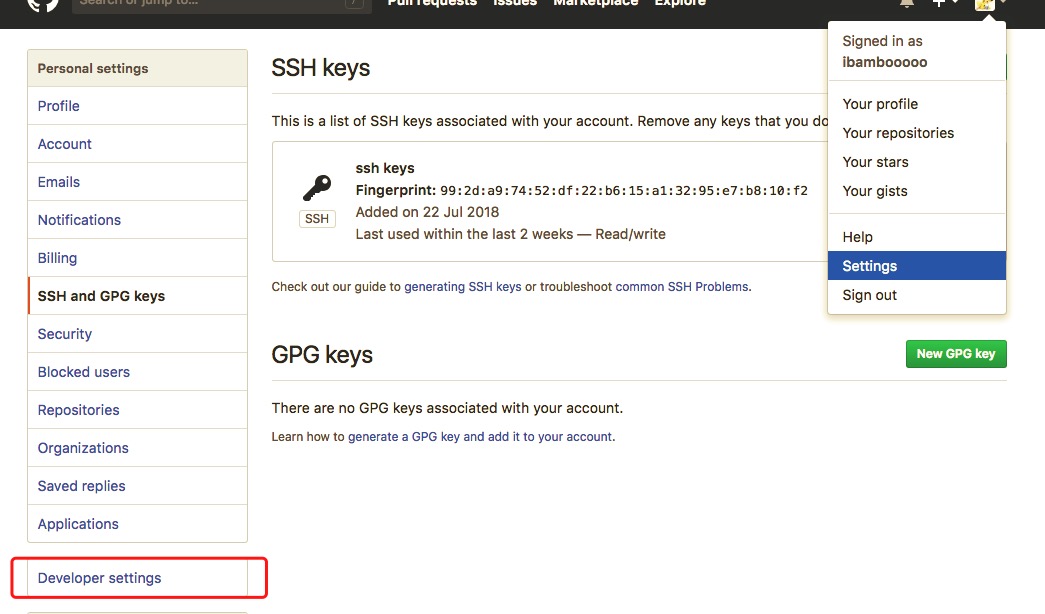 Search or jump to...
/
Pull requests Issues Marketplace Explore
Signed in as
ibambooooo
Your profile
Your repositories
Your stars
Your gists
Help
Settings
Sign out
Personal settings
Profile
Account
Emails
Notifications
Billing
SSH and GPG keys
Security
Blocked users
Repositories
Organizations
Saved replies
Applications
Developer settings
SSH keys
This is a list of SSH keys associated with your account. Remove any keys that you do
ssh keys
Fingerprint: 99:2d:a9:74:52:df:22:b6:15:a1:32:95:e7:b8:10:f2
SSH
Added on 22 Jul 2018
Last used within the last 2 weeks — Read/write
Check out our guide to generating SSH keys or troubleshoot common SSH Problems.
GPG keys
New GPG key
There are no GPG keys associated with your account.
Learn how to generate a GPG key and add it to your account.